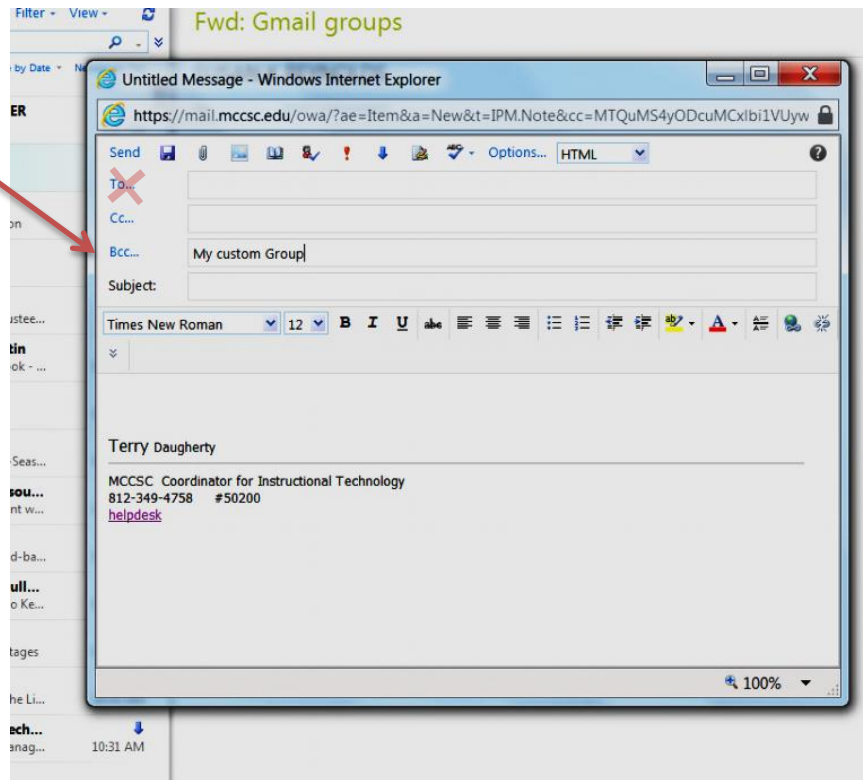 Filter View
Fwd: Gmail groups
by Date
ER
on
ustee...
tin
ok - ...
Seas...
sou...
nt w...
d-ba...
ull...
o Ke...
tages
he Li...
ech...
anag... 10:31 AM
Untitled Message - Windows Internet Explorer
https://mail.mccsc.edu/owa/?ae=Item&a=New&t=IPM.Note&cc=MTQuMS4yODcuMCxlbi1VUyw
Send Options... HTML
To...
Cc...
Bcc... My custom Group
Subject:
Times New Roman 12 B I U abc
Terry Daugherty
MCCSC Coordinator for Instructional Technology
812-349-4758 #50200
helpdesk
100%